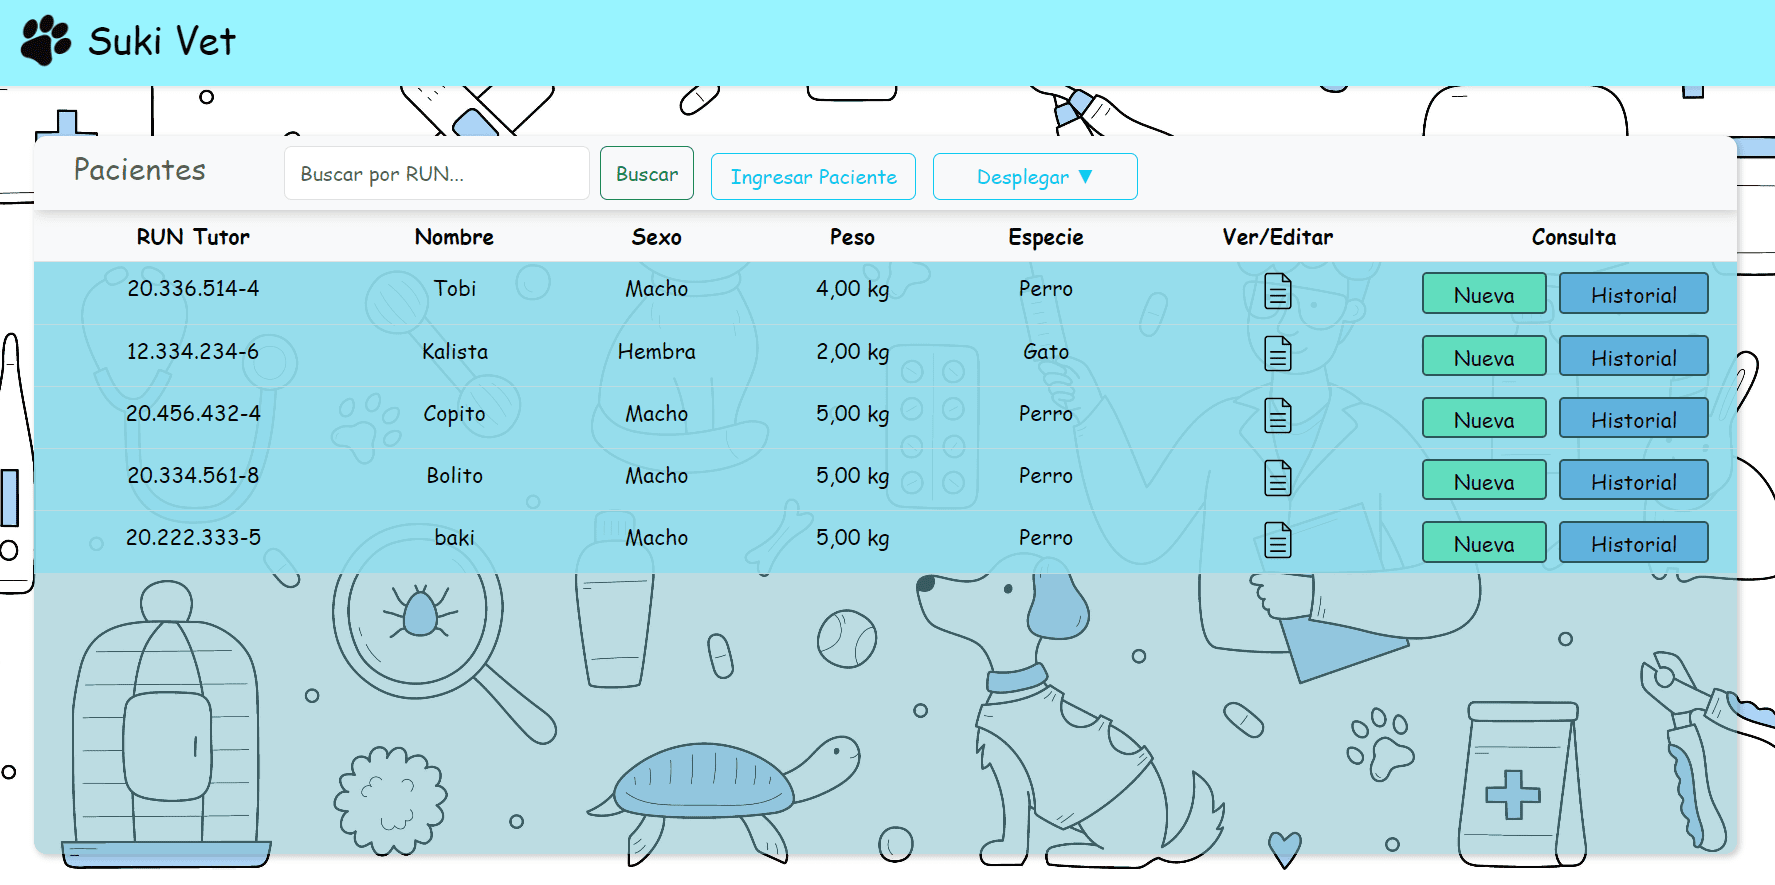 Suki Vet
Pacientes Buscar por RUN... Buscar Ingresar Paciente Desplegar ▼
RUN Tutor Nombre Sexo Peso Especie Ver/Editar Consulta
20.336.514-4 Tobi Macho 4,00 kg Perro Nueva Historial
12.334.234-6 Kalista Hembra 2,00 kg Gato Nueva Historial
20.456.432-4 Copito Macho 5,00 kg Perro Nueva Historial
20.334.561-8 Bolito Macho 5,00 kg Perro Nueva Historial
20.222.333-5 baki Macho 5,00 kg Perro Nueva Historial